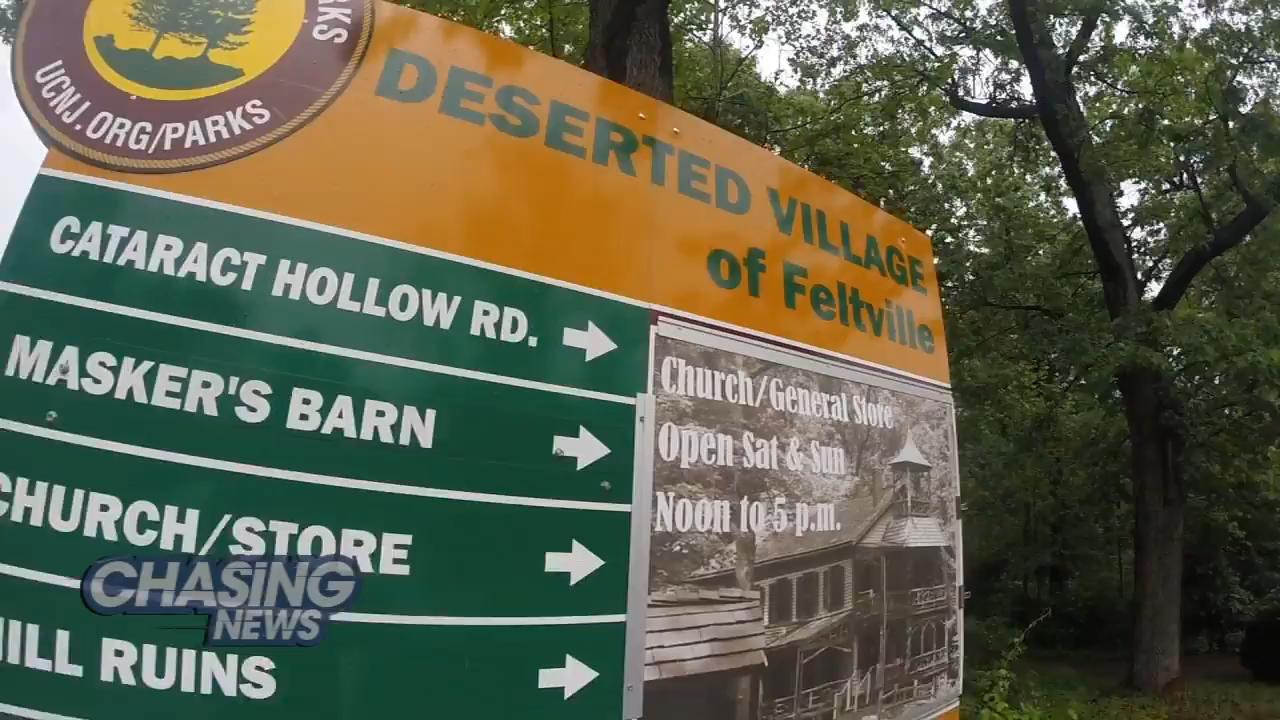 PARKS
UCNJ.ORG/PARKS
DESERTED VILLAGE
of Feltville
CATARACT HOLLOW RD.
MASKER'S BARN
CHURCH/STORE
RUINS
Church/General Store
Open Sat & Sun
Noon to 5 p.m.
CHASING
NEWS